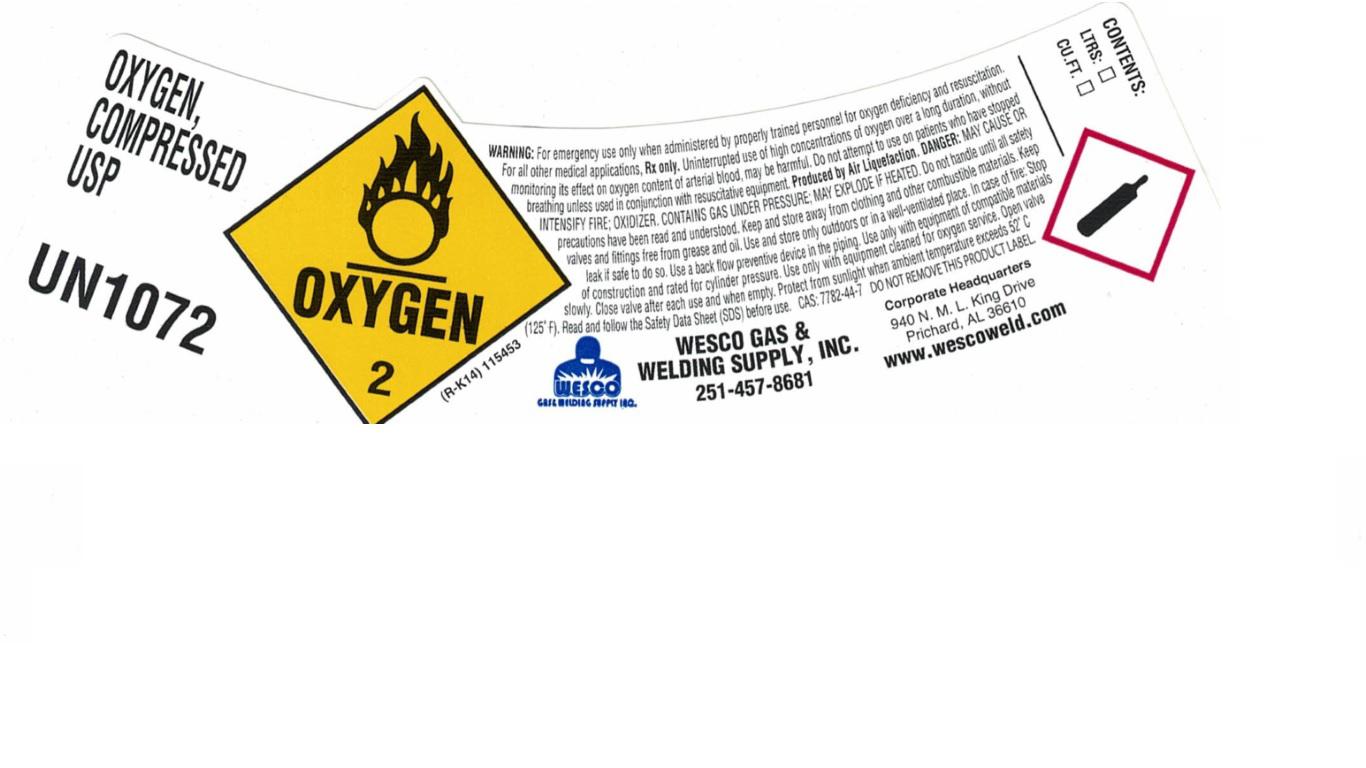 OXYGEN,
COMPRESSED
USP
UN1072
OXYGEN
2
(R-K14) 115453
WARNING: For emergency use only when administered by properly trained personnel for oxygen deficiency and resuscitation.
For all other medical applications, Rx only. Uninterrupted use of high concentrations of oxygen over a long duration, without
monitoring its effect on oxygen content of arterial blood, may be harmful. Do not attempt to use on patients who have stopped
breathing unless used in conjunction with resuscitative equipment. Produced by Air Liquefaction. DANGER: MAY CAUSE OR
INTENSIFY FIRE; OXIDIZER. CONTAINS GAS UNDER PRESSURE; MAY EXPLODE IF HEATED. Do not handle until all safety
precautions have been read and understood. Keep and store away from clothing and other combustible materials. Keep
valves and fittings free from grease and oil. Use and store only outdoors or in a well-ventilated place. In case of fire: Stop
leak if safe to do so. Use a back flow preventive device in the piping. Use only with equipment of compatible materials
of construction and rated for cylinder pressure. Use only with equipment cleaned for oxygen service. Open valve
slowly. Close valve after each use and when empty. Protect from sunlight when ambient temperature exceeds 52° C
(125° F). Read and follow the Safety Data Sheet (SDS) before use. CAS: 7782-44-7 DO NOT REMOVE THIS PRODUCT LABEL.
WESCO
GAS & WELDING SUPPLY INC.
WESCO GAS &
WELDING SUPPLY, INC.
251-457-8681
Corporate Headquarters
940 N. M. L. King Drive
Prichard, AL 36610
www.wescoweld.com
CONTENTS:
LTRS:
CU.FT.